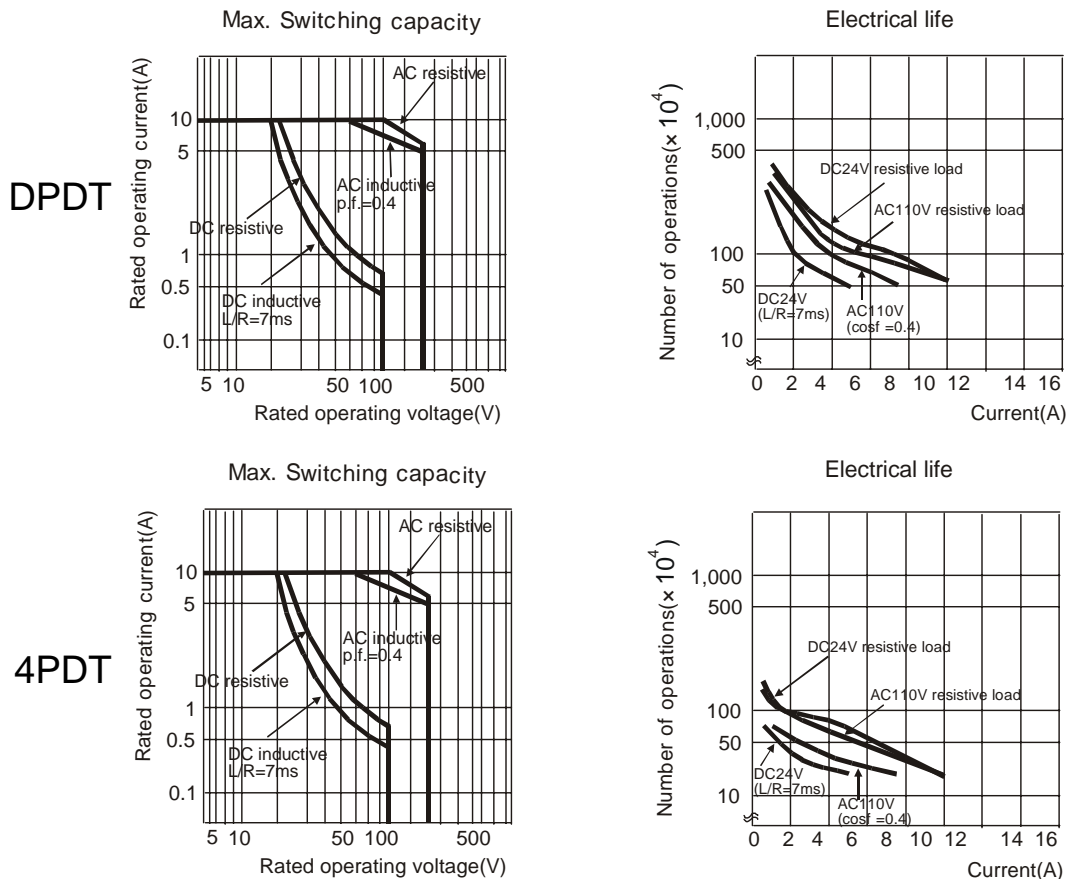 Max. Switching capacity
Rated operating current(A)
AC resistive
10
5
AC inductive
p.f.=0.4
DC resistive
1
0.5
DC inductive
L/R=7ms
0.1
5 10 50 100 500
Rated operating voltage(V)
DPDT
Electrical life
Number of operations(× 10⁴)
1,000
500
DC24V resistive load
AC110V resistive load
100
50
DC24V
(L/R=7ms)
AC110V
(cosf =0.4)
10
0 2 4 6 8 10 12 14 16
Current(A)
Max. Switching capacity
Rated operating current(A)
AC resistive
10
5
AC inductive
p.f.=0.4
DC resistive
1
0.5
DC inductive
L/R=7ms
0.1
5 10 50 100 500
Rated operating voltage(V)
4PDT
Electrical life
Number of operations(× 10⁴)
1,000
500
DC24V resistive load
AC110V resistive load
100
50
DC24V
(L/R=7ms)
AC110V
(cosf =0.4)
10
0 2 4 6 8 10 12 14 16
Current(A)